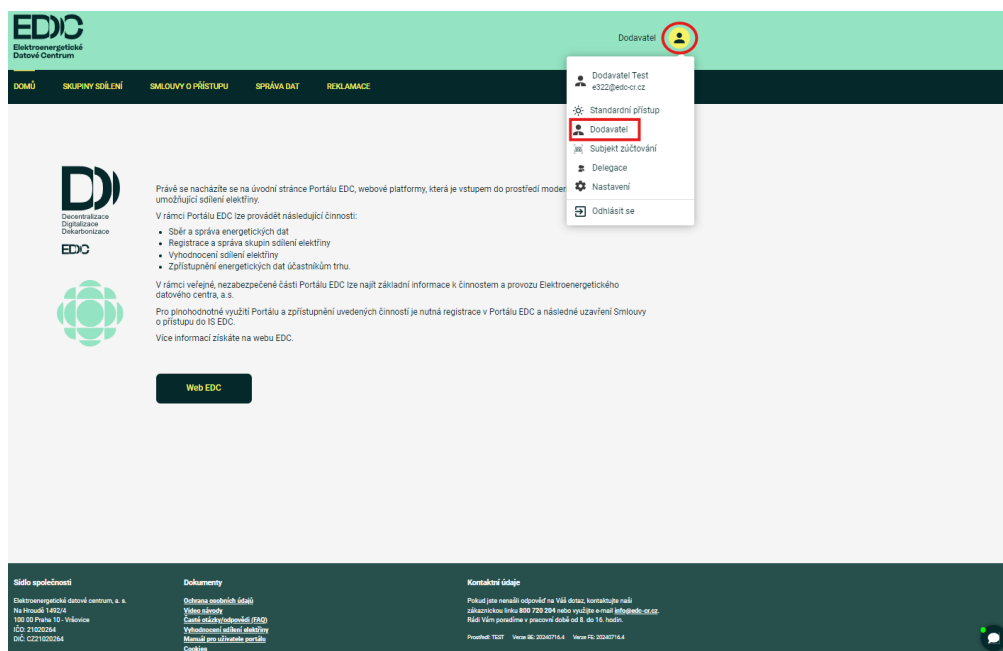 EDC
Elektroenergetické
Datové Centrum
Dodavatel
DOMŮ SKUPINY SDÍLENÍ SMLOUVY O PŘÍSTUPU SPRÁVA DAT REKLAMACE
Dodavatel Test
e322@edc-cr.cz
Standardní přístup
Dodavatel
Subjekt zúčtování
Delegace
Nastavení
Odhlásit se
Decentralizace
Digitalizace
Dekarbonizace
EDC
Právě se nacházíte se na úvodní stránce Portálu EDC, webové platformy, která je vstupem do prostředí moder
umožňující sdílení elektřiny.
V rámci Portálu EDC lze provádět následující činnosti:
• Sběr a správa energetických dat
• Registrace a správa skupin sdílení elektřiny
• Vyhodnocení sdílení elektřiny
• Zpřístupnění energetických dat účastníkům trhu.
V rámci veřejné, nezabezpečené části Portálu EDC lze najít základní informace k činnostem a provozu Elektroenergetického
datového centra, a.s.
Pro plnohodnotné využití Portálu a zpřístupnění uvedených činností je nutná registrace v Portálu EDC a následné uzavření Smlouvy
o přístupu do IS EDC.
Více informací získáte na webu EDC.
Web EDC
Sídlo společnosti
Elektroenergetické datové centrum, a. s.
Na Hroudě 1492/4
100 00 Praha 10 - Vršovice
IČO: 21020264
DIČ: CZ21020264
Dokumenty
Ochrana osobních údajů
Video návody
Časté otázky/odpovědi (FAQ)
Vyhodnocení sdílení elektřiny
Manuál pro uživatele portálu
Cookies
Kontaktní údaje
Pokud jste nenašli odpověď na Váš dotaz, kontaktujte naši
zákaznickou linku 800 720 204 nebo využijte e-mail info@edc-cr.cz.
Rádi Vám poradíme v pracovní době od 8. do 16. hodin.
Prostředí: TEST Verze BE: 20240716.4 Verze FE: 20240716.4